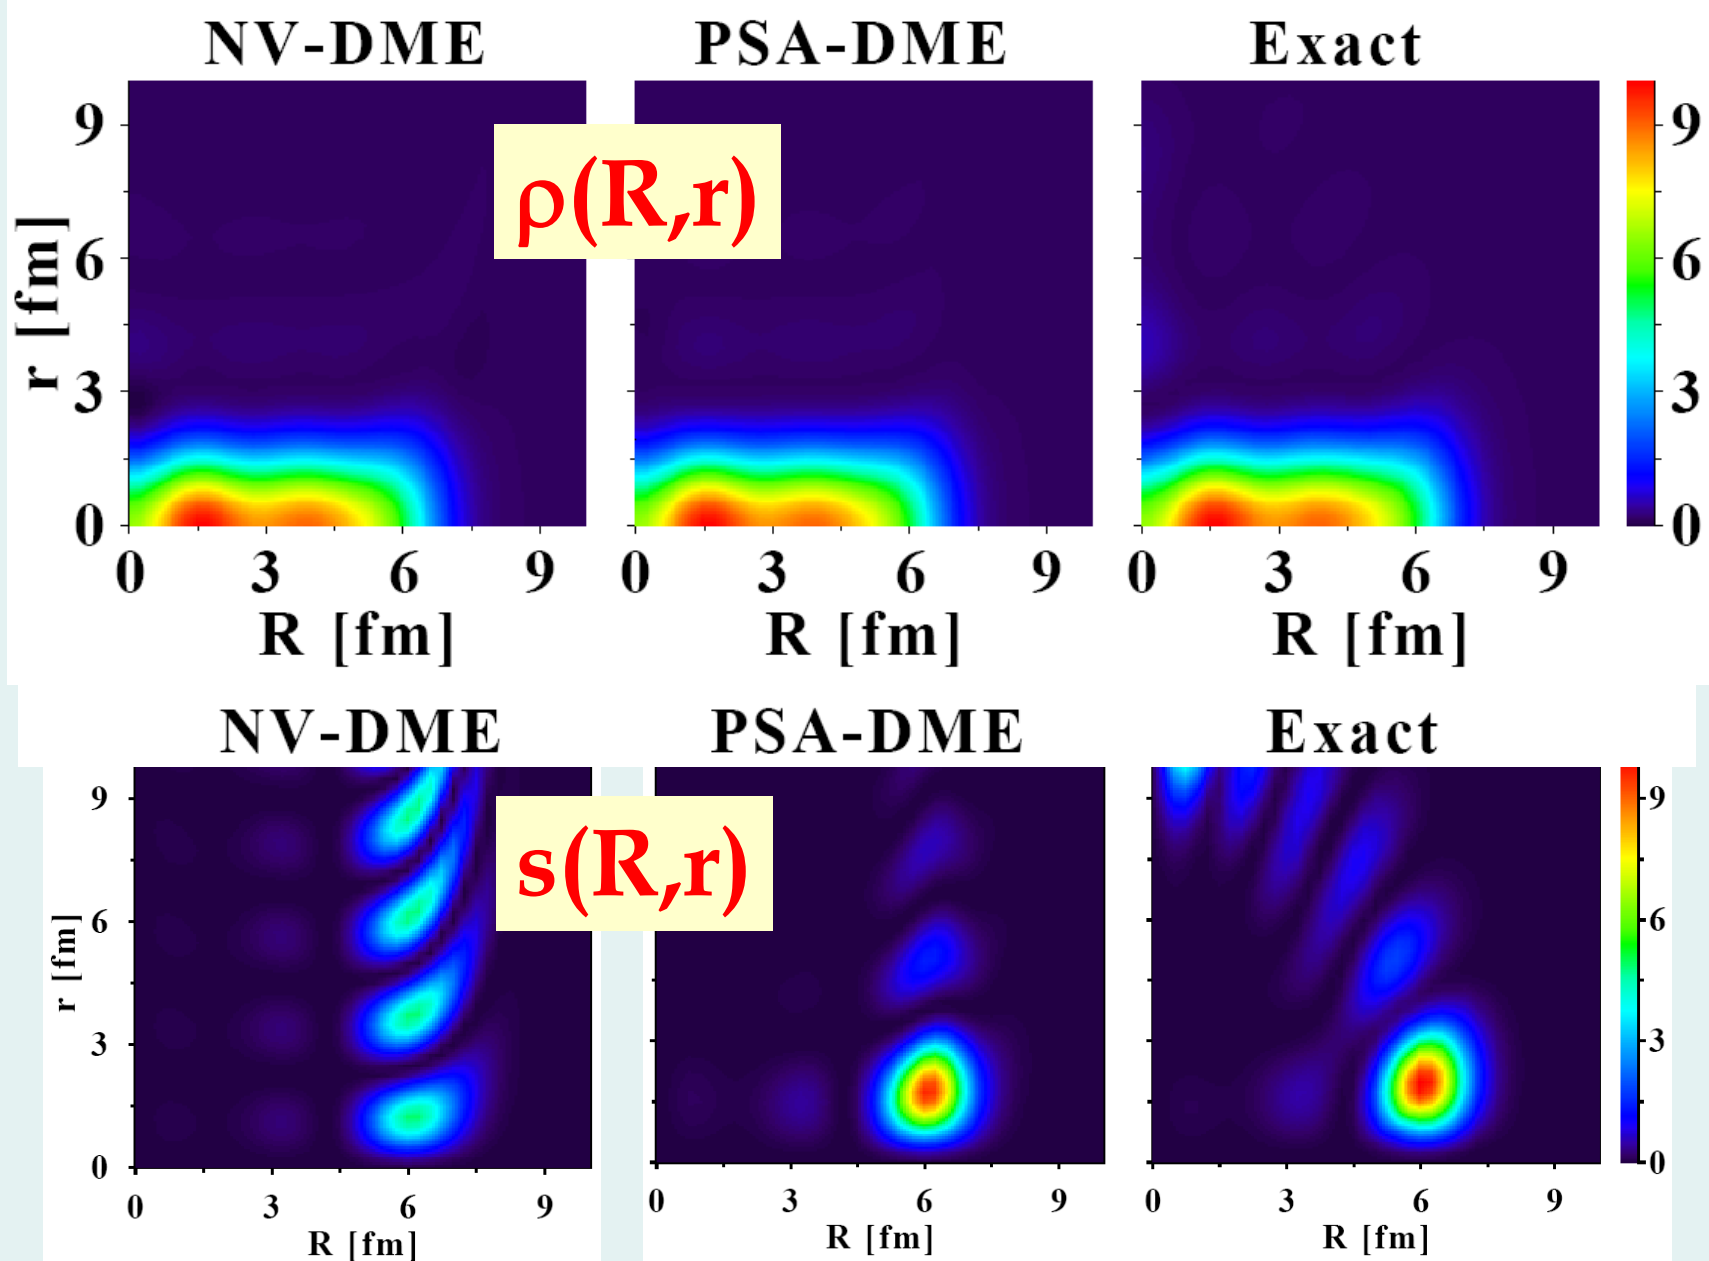 NV-DME PSA-DME Exact
ρ(R,r)
r [fm]
9 9
6 6
3 3
0 0
0 3 6 9 0 3 6 9 0 3 6 9
R [fm] R [fm] R [fm]
NV-DME PSA-DME Exact
s(R,r)
r [fm]
9 9
6 6
3 3
0 0
0 3 6 9 0 3 6 9 0 3 6 9
R [fm] R [fm] R [fm]